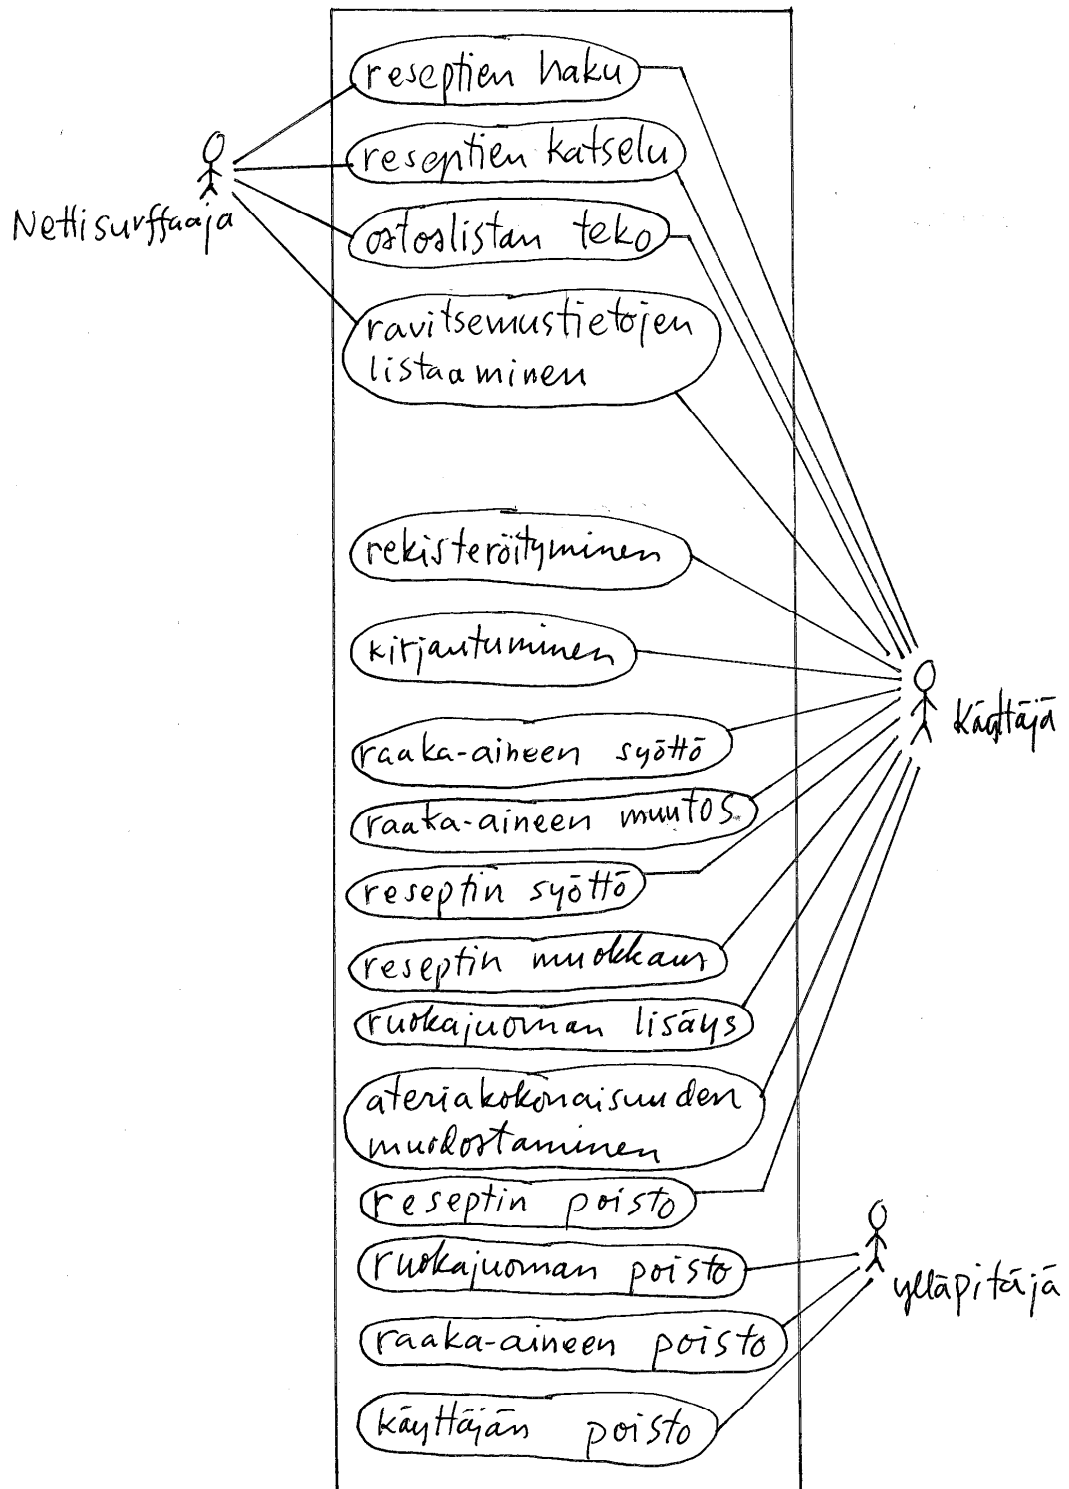 reseptien haku
reseptien katselu
Nettisurffaaja
ostoslistan teko
ravitsemustietojen
listaaminen
rekisteröityminen
kirjautuminen
Käyttäjä
raaka-aineen syöttö
raaka-aineen muutos
reseptin syöttö
reseptin muokkaus
ruokajuoman lisäys
ateriakokonaisuuden
muodostaminen
reseptin poisto
ruokajuoman poisto
ylläpitäjä
raaka-aineen poisto
käyttäjän poisto